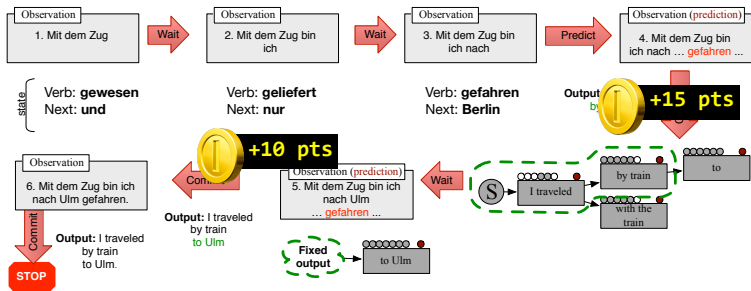 Observation
1. Mit dem Zug
Wait
Observation
2. Mit dem Zug bin
ich
Wait
Observation
3. Mit dem Zug bin
ich nach
Predict
Observation (prediction)
4. Mit dem Zug bin
ich nach ... gefahren ...
state
Verb: gewesen
Next: und
Verb: geliefert
Next: nur
Verb: gefahren
Next: Berlin
Output:
by
+15 pts
S
I traveled
by train
to
with the
train
Wait
Observation (prediction)
5. Mit dem Zug bin ich
nach Ulm
... gefahren ...
+10 pts
Output: I traveled
by train
to Ulm
Fixed
output
to Ulm
Observation
6. Mit dem Zug bin ich
nach Ulm gefahren.
Commit
Output: I traveled
by train
to Ulm.
STOP